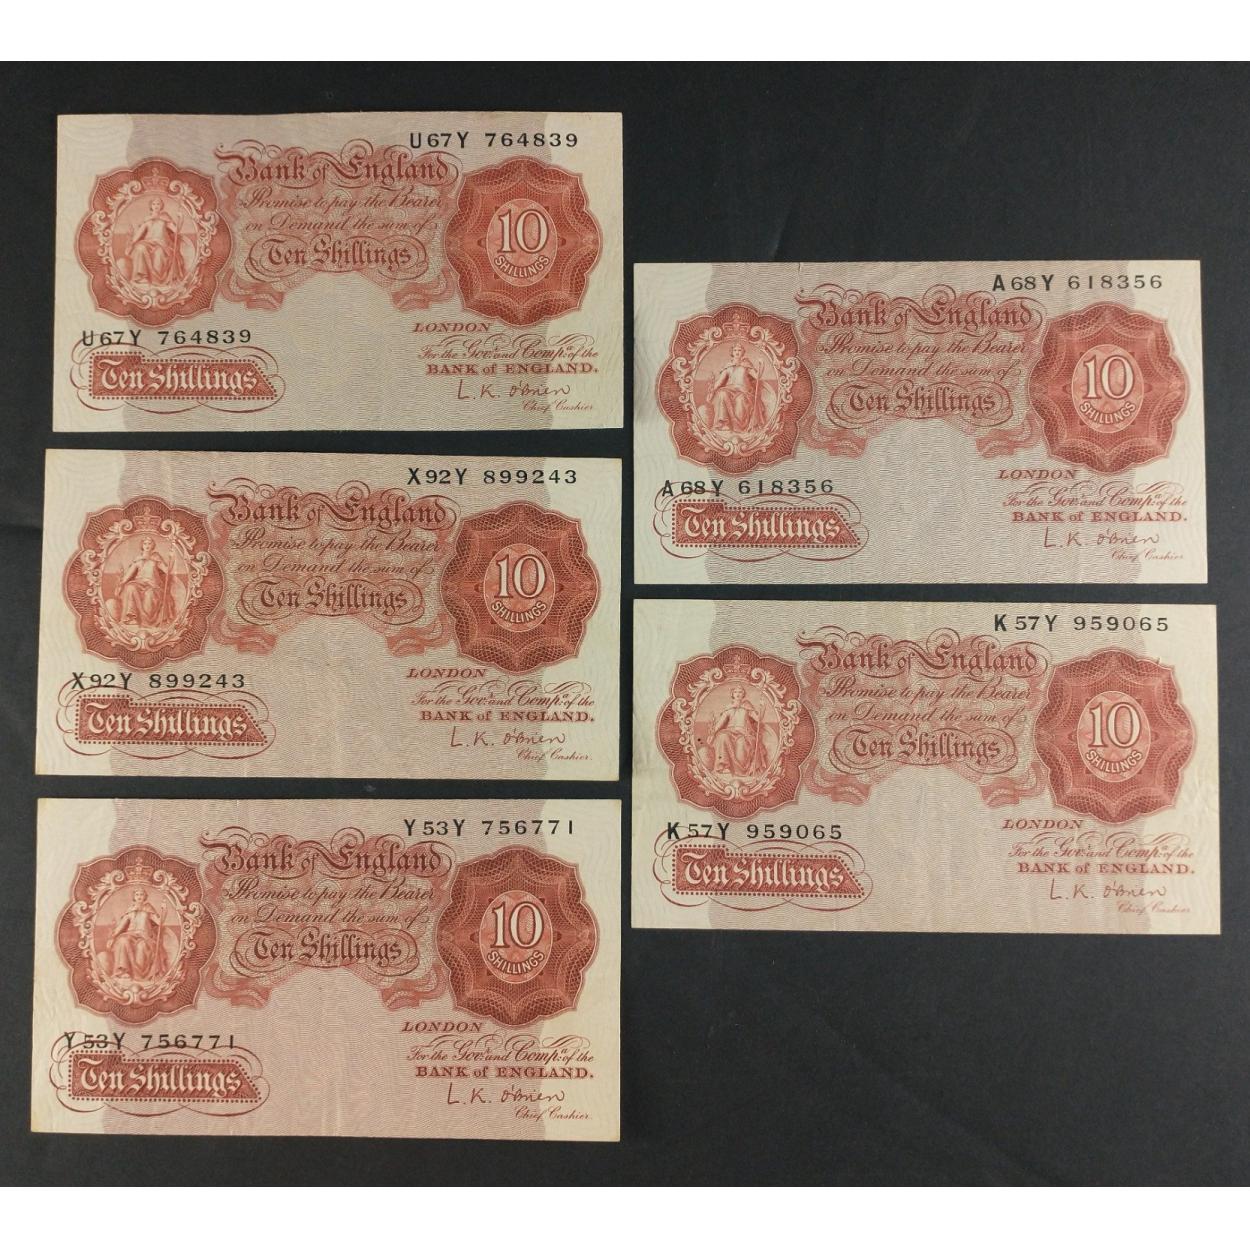 U67Y 764839
Bank of England
Promise to pay the Bearer
on Demand the sum of
Ten Shillings
10
SHILLINGS
U67Y 764839
Ten Shillings
LONDON
For the Govr. and Compa. of the
BANK of ENGLAND.
L.K. O'Brien
Chief Cashier.
X92Y 899243
Bank of England
Promise to pay the Bearer
on Demand the sum of
Ten Shillings
10
SHILLINGS
X92Y 899243
Ten Shillings
LONDON
For the Govr. and Compa. of the
BANK of ENGLAND.
L.K. O'Brien
Chief Cashier.
Y53Y 756771
Bank of England
Promise to pay the Bearer
on Demand the sum of
Ten Shillings
10
SHILLINGS
Y53Y 756771
Ten Shillings
LONDON
For the Govr. and Compa. of the
BANK of ENGLAND.
L.K. O'Brien
Chief Cashier.
A68Y 618356
Bank of England
Promise to pay the Bearer
on Demand the sum of
Ten Shillings
10
SHILLINGS
A68Y 618356
Ten Shillings
LONDON
For the Govr. and Compa. of the
BANK of ENGLAND.
L.K. O'Brien
Chief Cashier.
K57Y 959065
Bank of England
Promise to pay the Bearer
on Demand the sum of
Ten Shillings
10
SHILLINGS
K57Y 959065
Ten Shillings
LONDON
For the Govr. and Compa. of the
BANK of ENGLAND.
L.K. O'Brien
Chief Cashier.